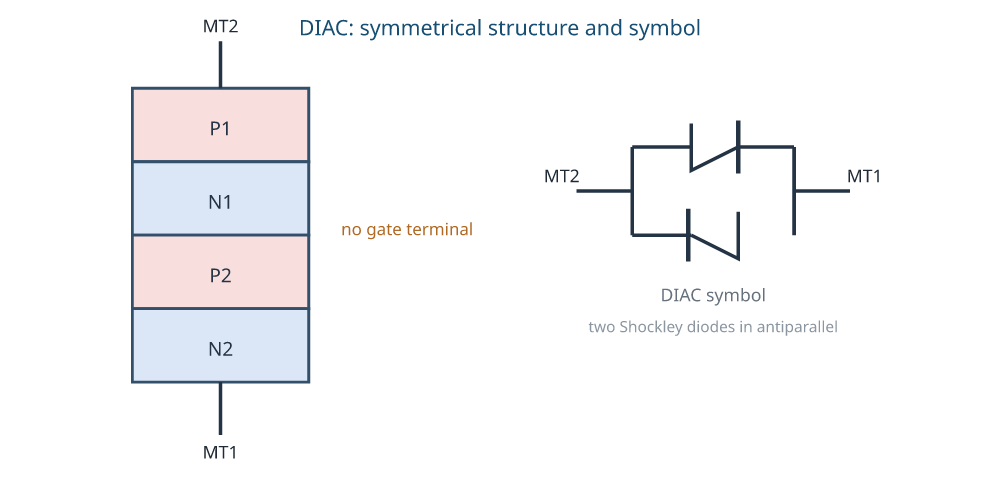 DIAC: symmetrical structure and symbol
MT2
P1
N1
P2
N2
MT1
no gate terminal
MT2
MT1
DIAC symbol
two Shockley diodes in antiparallel